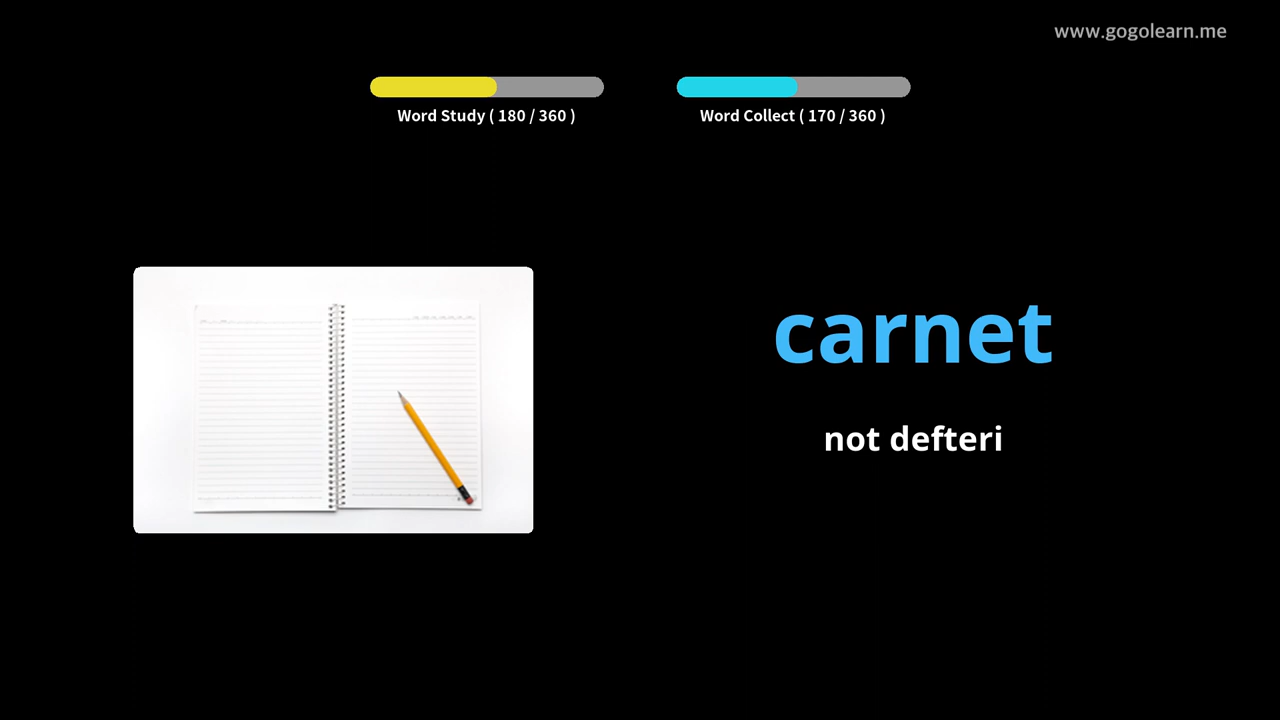 www.gogolearn.me
Word Study ( 180 / 360 )
Word Collect ( 170 / 360 )
carnet
not defteri